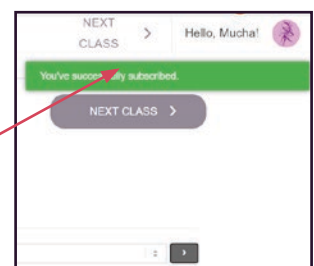 NEXT
CLASS
Hello, Mucha!
You've successfully subscribed.
NEXT CLASS